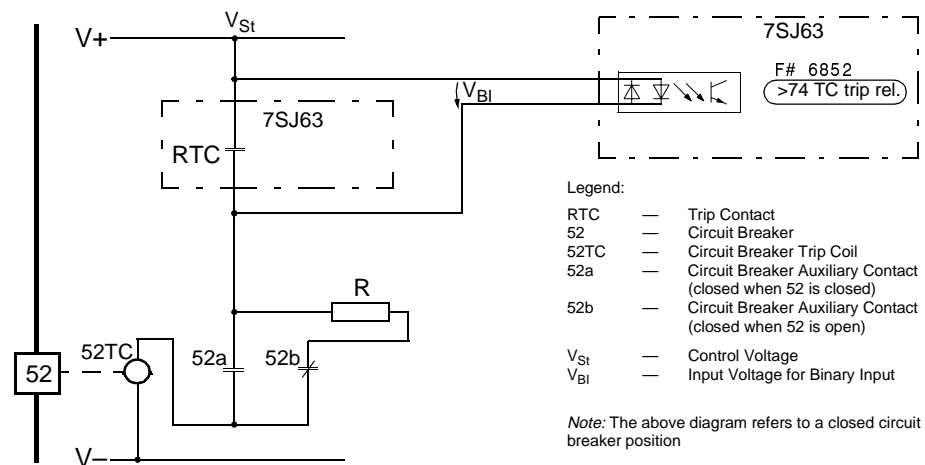 V+
VSt
7SJ63
F# 6852
>74 TC trip rel.
VBI
7SJ63
RTC
R
52TC
52a
52b
52
V–
Legend:
RTC — Trip Contact
52 — Circuit Breaker
52TC — Circuit Breaker Trip Coil
52a — Circuit Breaker Auxiliary Contact
(closed when 52 is closed)
52b — Circuit Breaker Auxiliary Contact
(closed when 52 is open)
VSt — Control Voltage
VBI — Input Voltage for Binary Input
Note: The above diagram refers to a closed circuit
breaker position